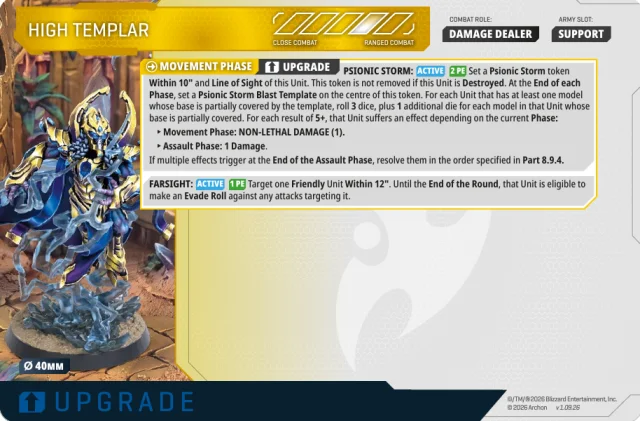 HIGH TEMPLAR
CLOSE COMBAT
RANGED COMBAT
COMBAT ROLE:
DAMAGE DEALER
ARMY SLOT:
SUPPORT
MOVEMENT PHASE UPGRADE PSIONIC STORM: ACTIVE 2 PE Set a Psionic Storm token
Within 10" and Line of Sight of this Unit. This token is not removed if this Unit is Destroyed. At the End of each
Phase, set a Psionic Storm Blast Template on the centre of this token. For each Unit that has at least one model
whose base is partially covered by the template, roll 3 dice, plus 1 additional die for each model in that Unit whose
base is partially covered. For each result of 5+, that Unit suffers an effect depending on the current Phase:
‣ Movement Phase: NON-LETHAL DAMAGE (1).
‣ Assault Phase: 1 Damage.
If multiple effects trigger at the End of the Assault Phase, resolve them in the order specified in Part 8.9.4.
FARSIGHT: ACTIVE 1 PE Target one Friendly Unit Within 12". Until the End of the Round, that Unit is eligible to
make an Evade Roll against any attacks targeting it.
Ø 40MM
UPGRADE
©/TM/®2026 Blizzard Entertainment, Inc.
© 2026 Archon v 1.09.26